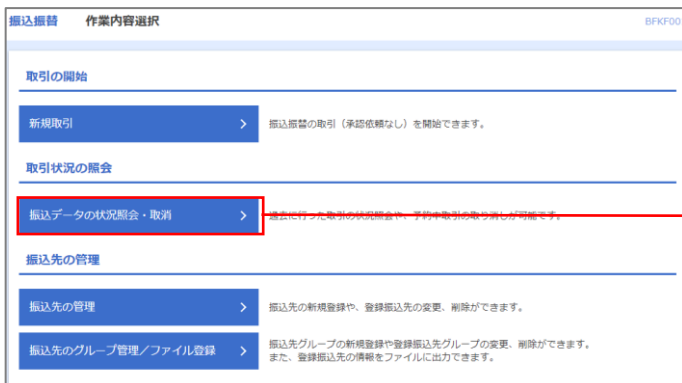 振込振替 作業内容選択 BFKF00
取引の開始
新規取引 振込振替の取引（承認依頼なし）を開始できます。
取引状況の照会
振込データの状況照会・取消 過去に行った取引の状況照会や、予約中取引の取り消しが可能です。
振込先の管理
振込先の管理 振込先の新規登録や、登録振込先の変更、削除ができます。
振込先のグループ管理／ファイル登録 振込先グループの新規登録や登録振込先グループの変更、削除ができます。
また、登録振込先の情報をファイルに出力できます。